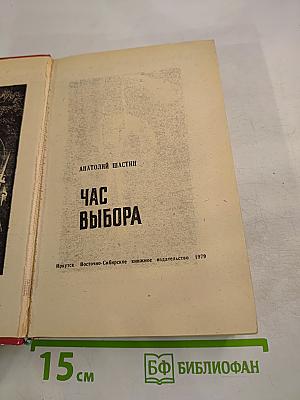 АНАТОЛИЙ ШАСТИН
ЧАС
ВЫБОРА
Иркутск Восточно-Сибирское книжное издательство 1979
15 см
БФ БИБЛИОФАН